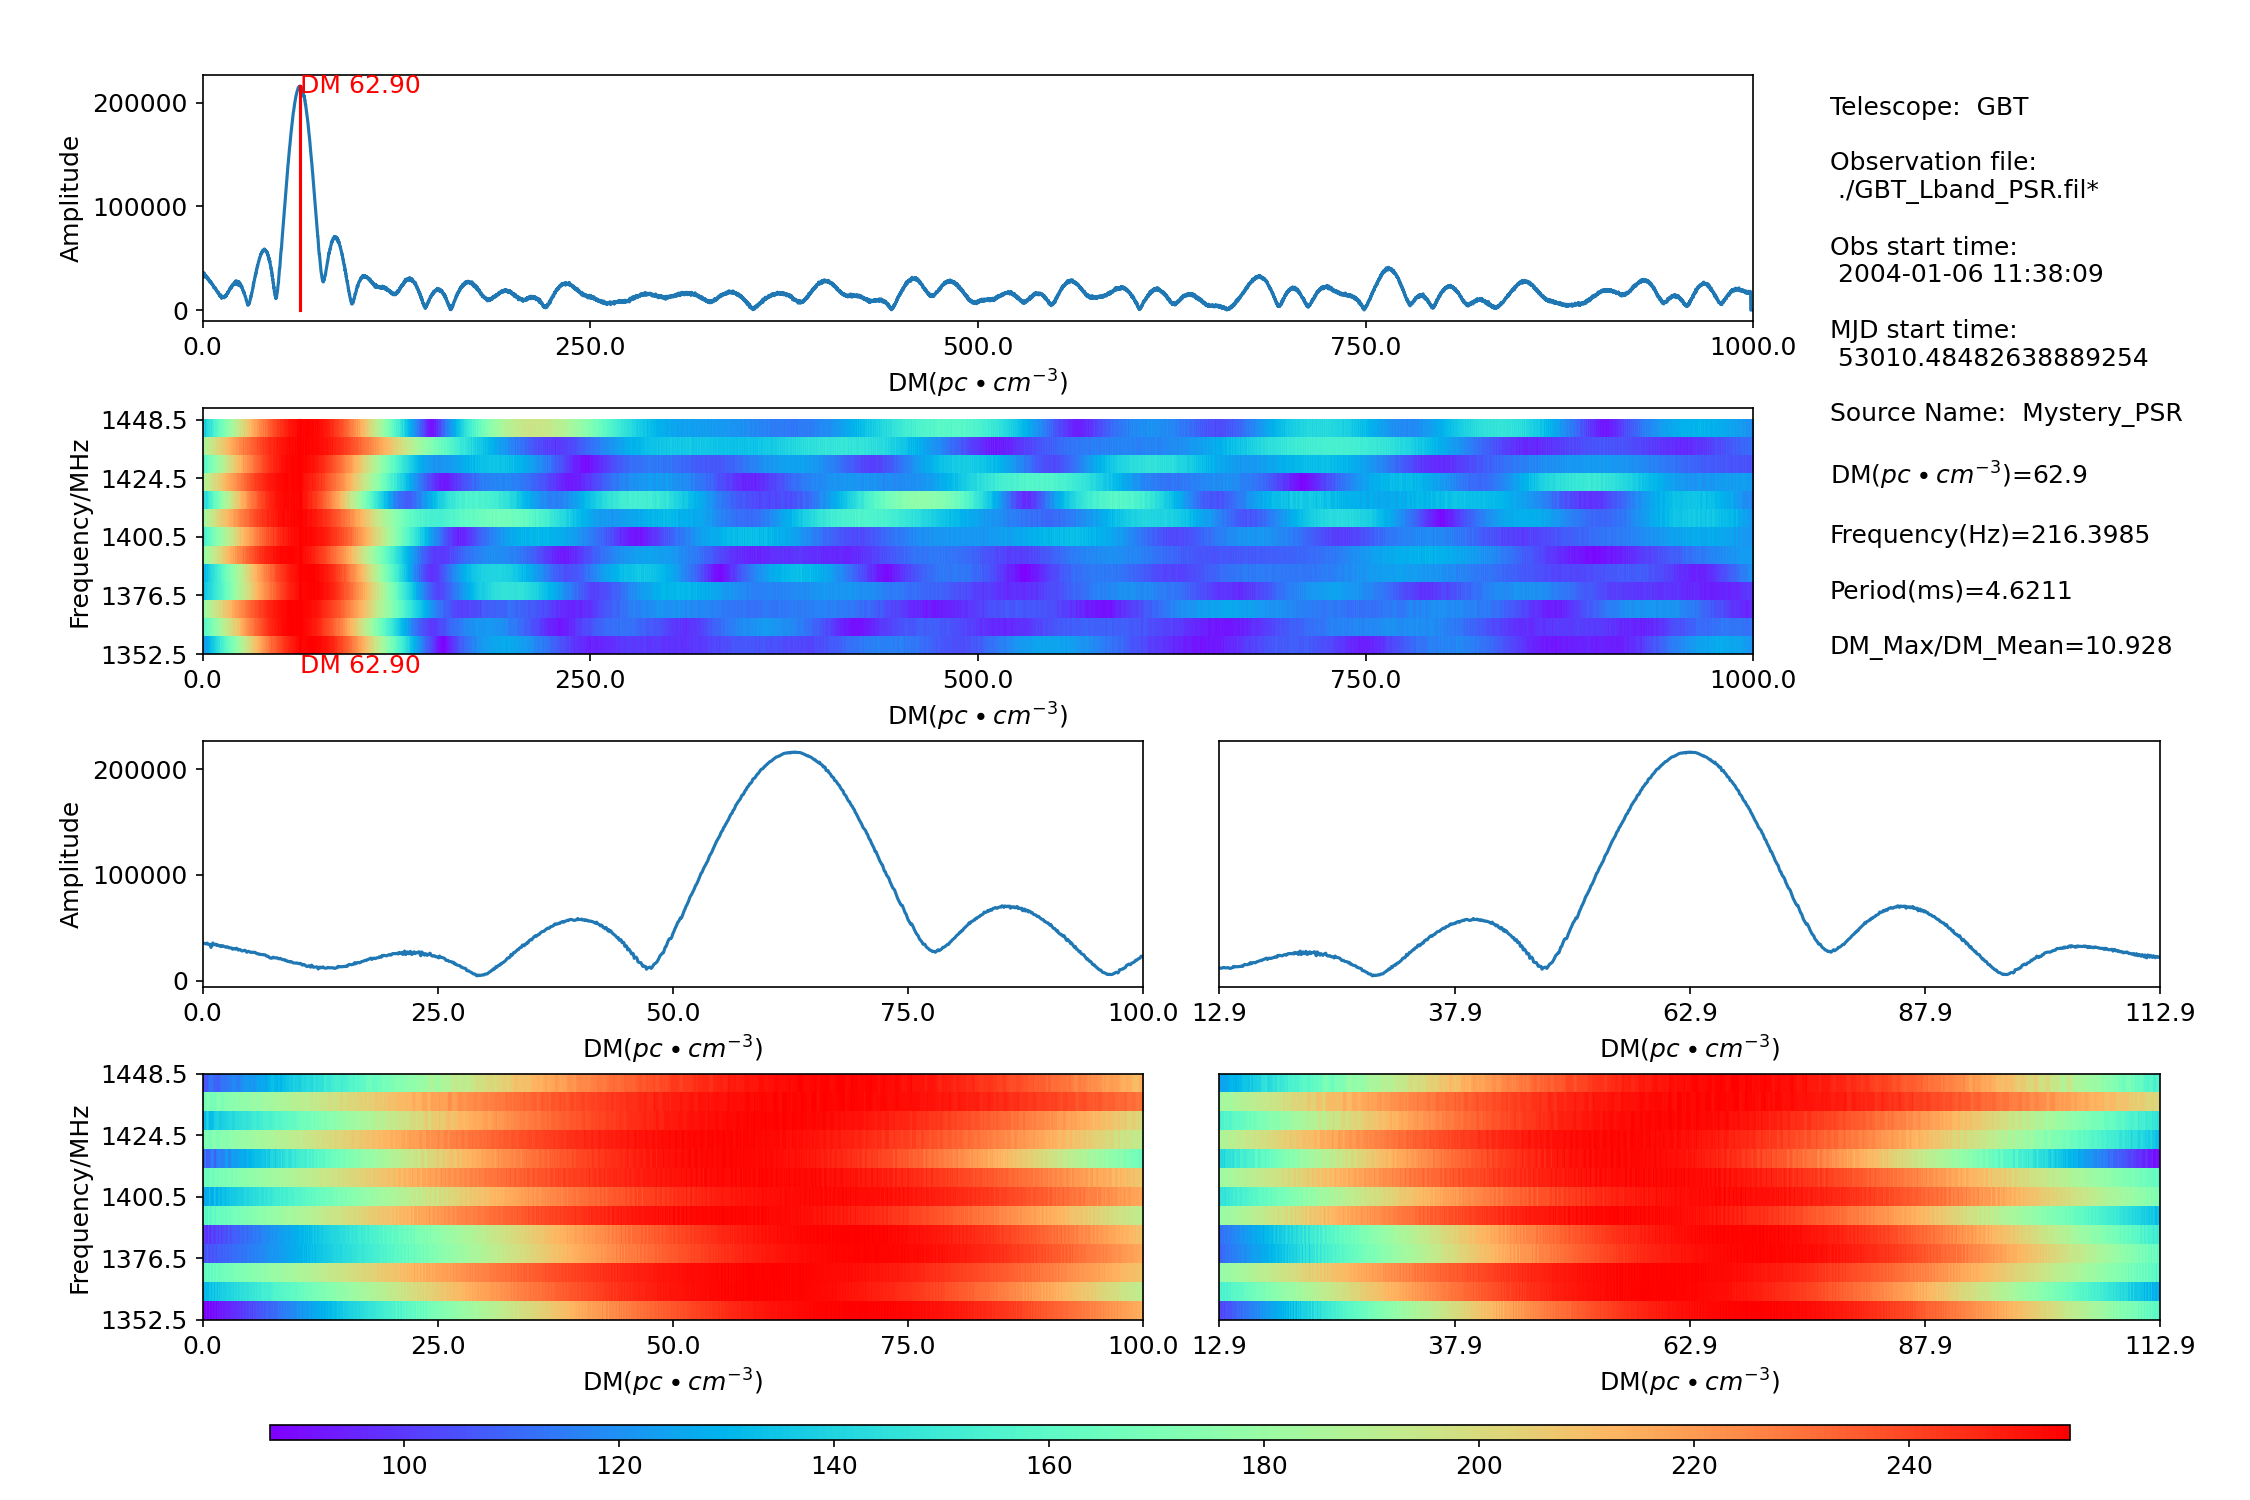 DM 62.90
200000
100000
0
Amplitude
0.0 250.0 500.0 750.0 1000.0
DM(pc • cm⁻³)
Telescope:  GBT
Observation file:
./GBT_Lband_PSR.fil*
Obs start time:
2004-01-06 11:38:09
MJD start time:
53010.48482638889254
Source Name:  Mystery_PSR
DM(pc • cm⁻³)=62.9
Frequency(Hz)=216.3985
Period(ms)=4.6211
DM_Max/DM_Mean=10.928
1448.5
1424.5
1400.5
1376.5
1352.5
Frequency/MHz
DM 62.90
0.0 250.0 500.0 750.0 1000.0
DM(pc • cm⁻³)
200000
100000
0
Amplitude
0.0 25.0 50.0 75.0 100.0
DM(pc • cm⁻³)
12.9 37.9 62.9 87.9 112.9
DM(pc • cm⁻³)
1448.5
1424.5
1400.5
1376.5
1352.5
Frequency/MHz
0.0 25.0 50.0 75.0 100.0
DM(pc • cm⁻³)
12.9 37.9 62.9 87.9 112.9
DM(pc • cm⁻³)
100 120 140 160 180 200 220 240